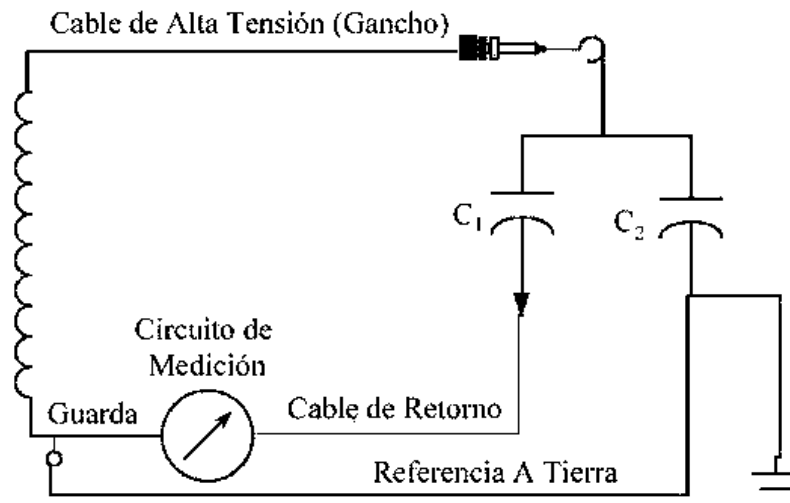 Cable de Alta Tensión (Gancho)
C1
C2
Circuito de
Medición
Guarda
Cable de Retorno
Referencia A Tierra